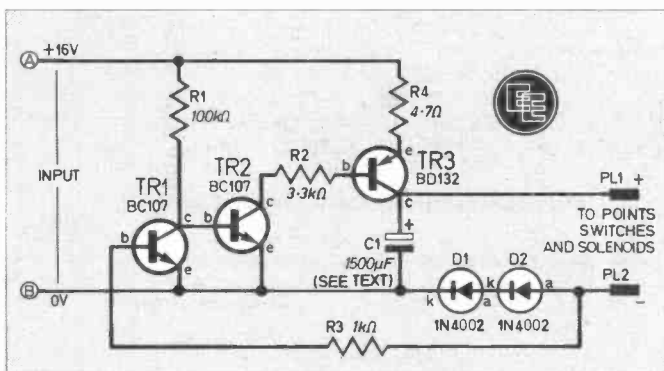 A
+16V
R1
100kΩ
R4
4·7Ω
EE
INPUT
TR1
BC107
TR2
BC107
R2
3·3kΩ
TR3
BD132
b
c
e
b
c
e
b
e
c
PL1 +
TO POINTS
SWITCHES
AND SOLENOIDS
+
C1
1500µF
(SEE TEXT)
D1
D2
k
a
k
a
1N4002
1N4002
PL2
−
B
0V
R3 1kΩ